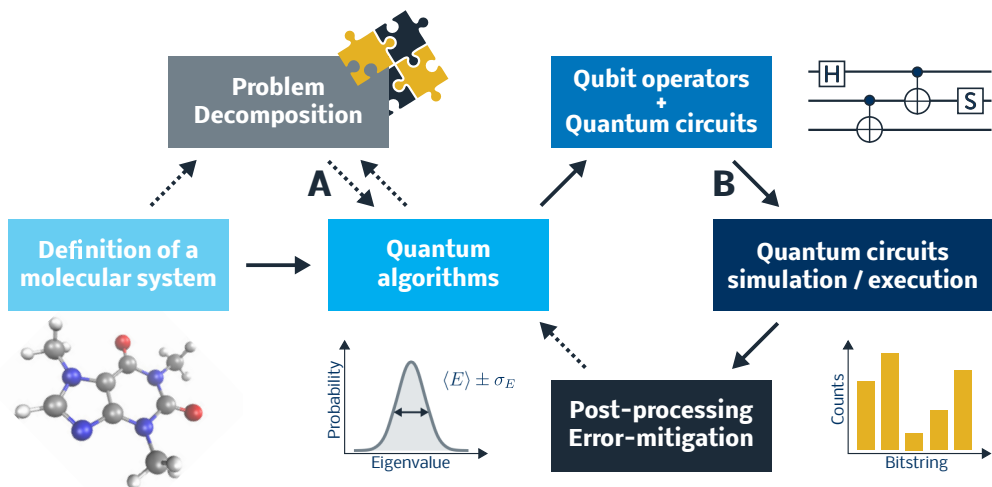 Problem
Decomposition
Qubit operators
+
Quantum circuits
H
S
A
B
Definition of a
molecular system
Quantum
algorithms
Quantum circuits
simulation / execution
Probability
⟨E⟩ ± σ_E
Eigenvalue
Post-processing
Error-mitigation
Counts
Bitstring